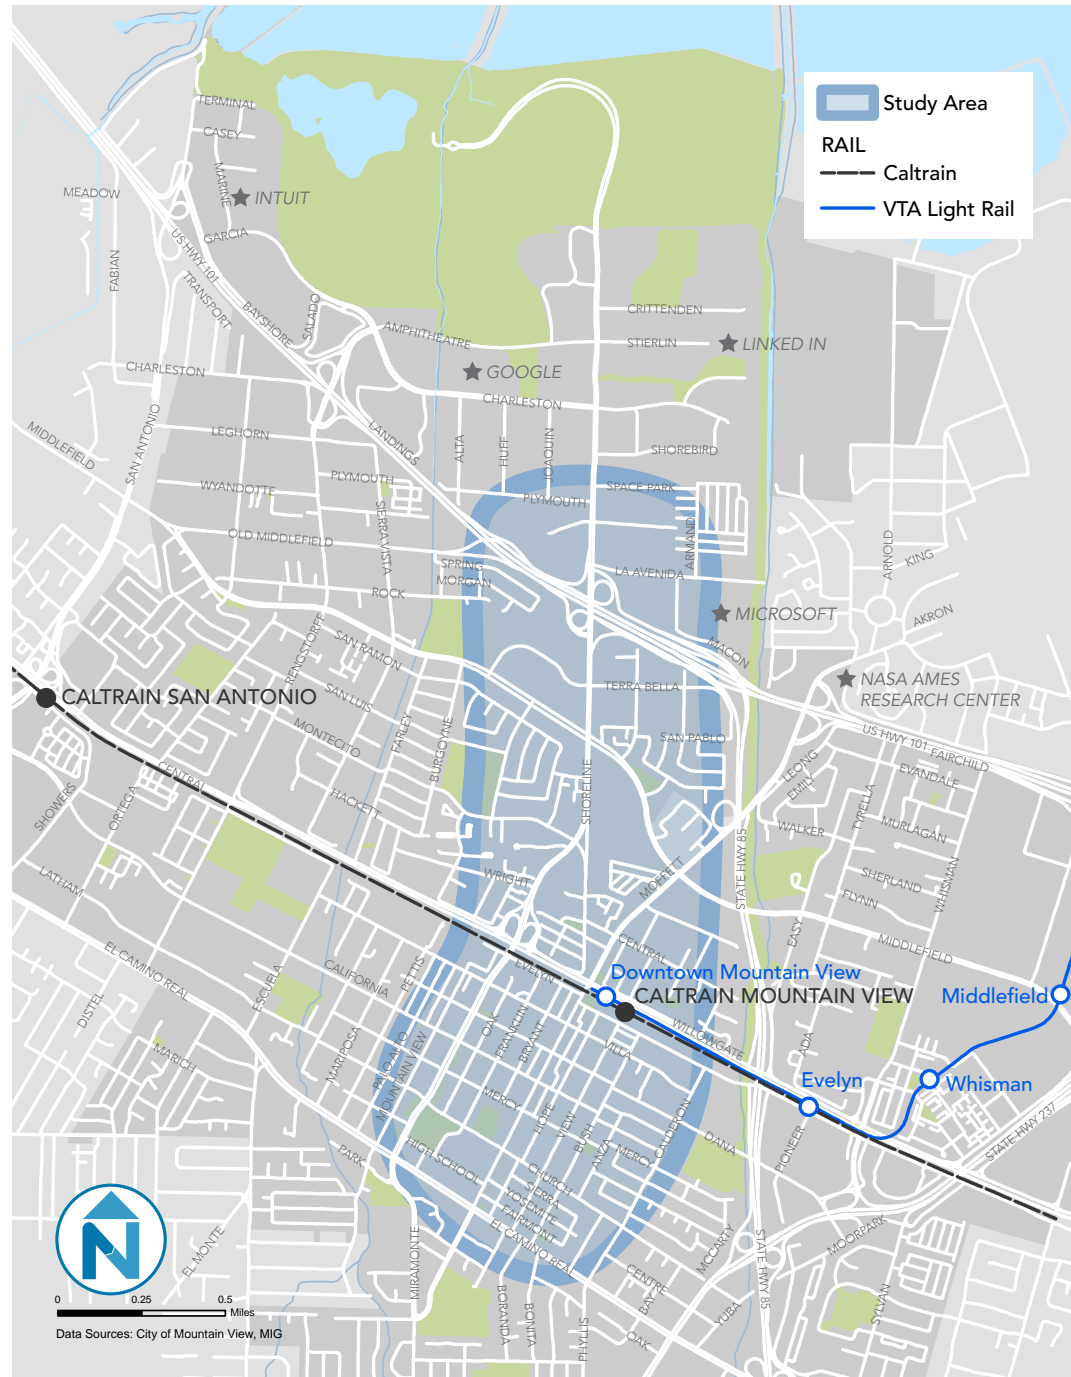 Study Area
RAIL
Caltrain
VTA Light Rail
TERMINAL
CASEY
MARINE
INTUIT
MEADOW
GARCIA
FABIAN
US HWY 101
TRANSPORT
BAYSHORE
SALADO
AMPHITHEATRE
CRITTENDEN
STIERLIN
LINKED IN
GOOGLE
CHARLESTON
CHARLESTON
MIDDLEFIELD
SAN ANTONIO
LEGHORN
LANDINGS
ALTA
HUFF
JOAQUIN
SHOREBIRD
WYANDOTTE
PLYMOUTH
PLYMOUTH
SPACE PARK
SIERRA VISTA
OLD MIDDLEFIELD
SPRING
MORGAN
ROCK
ARMAND
LA AVENIDA
ARNOLD
KING
AKRON
MICROSOFT
MACON
NASA AMES
RESEARCH CENTER
RENGSTORFF
SAN RAMON
SAN LUIS
MONTECITO
FARLEY
BURGOYNE
TERRA BELLA
SAN PABLO
CALTRAIN SAN ANTONIO
CENTRAL
SHOWERS
ORTEGA
HACKETT
SHORELINE
LEONG
EMILY
US HWY 101
FAIRCHILD
EVANDALE
TYRELLA
MURLAGAN
WALKER
WHISMAN
SHERLAND
FLYNN
STATE HWY 85
MOFFETT
WRIGHT
LATHAM
EL CAMINO REAL
ESCUELA
CALIFORNIA
PETTIS
EVELYN
CENTRAL
EASY
MIDDLEFIELD
Downtown Mountain View
CALTRAIN MOUNTAIN VIEW
Middlefield
DISTEL
MARICH
MARIPOSA
PALO ALTO
MOUNTAIN VIEW
OAK
FRANKLIN
BRYANT
VILLA
WILLOWGATE
ADA
Evelyn
Whisman
MERCY
HOPE
VIEW
BUSH
ANZA
MERCY
CALDERON
DANA
PIONEER
STATE HWY 237
PARK
HIGH SCHOOL
CHURCH
SIERRA
YOSEMITE
FAIRMONT
EL CAMINO REAL
EL MONTE
MIRAMONTE
MCCARTY
MOORPARK
STATE HWY 85
CENTRE
BAY
YUBA
SYLVAN
BORANDA
BONITA
PHYLLIS
OAK
N
0 0.25 0.5
Miles
Data Sources: City of Mountain View, MIG